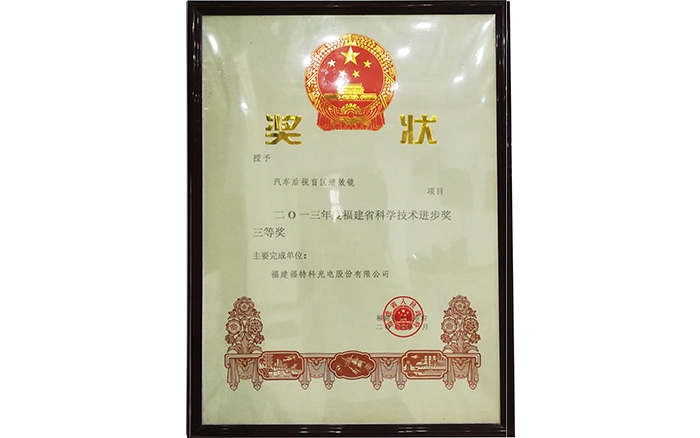 奖 状
授予
汽车后视盲区增效镜
项目
二〇一三年度福建省科学技术进步奖
三等奖
主要完成单位：
福建福特科光电股份有限公司